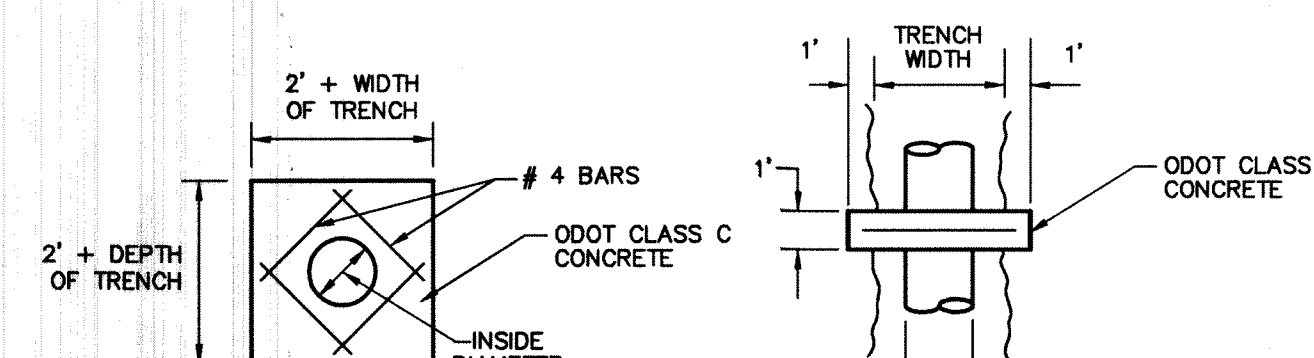 2' + WIDTH
OF TRENCH
# 4 BARS
2' + DEPTH
OF TRENCH
ODOT CLASS C
CONCRETE
INSIDE
DIAMETER
1'
TRENCH
WIDTH
1'
1'
ODOT CLASS
CONCRETE